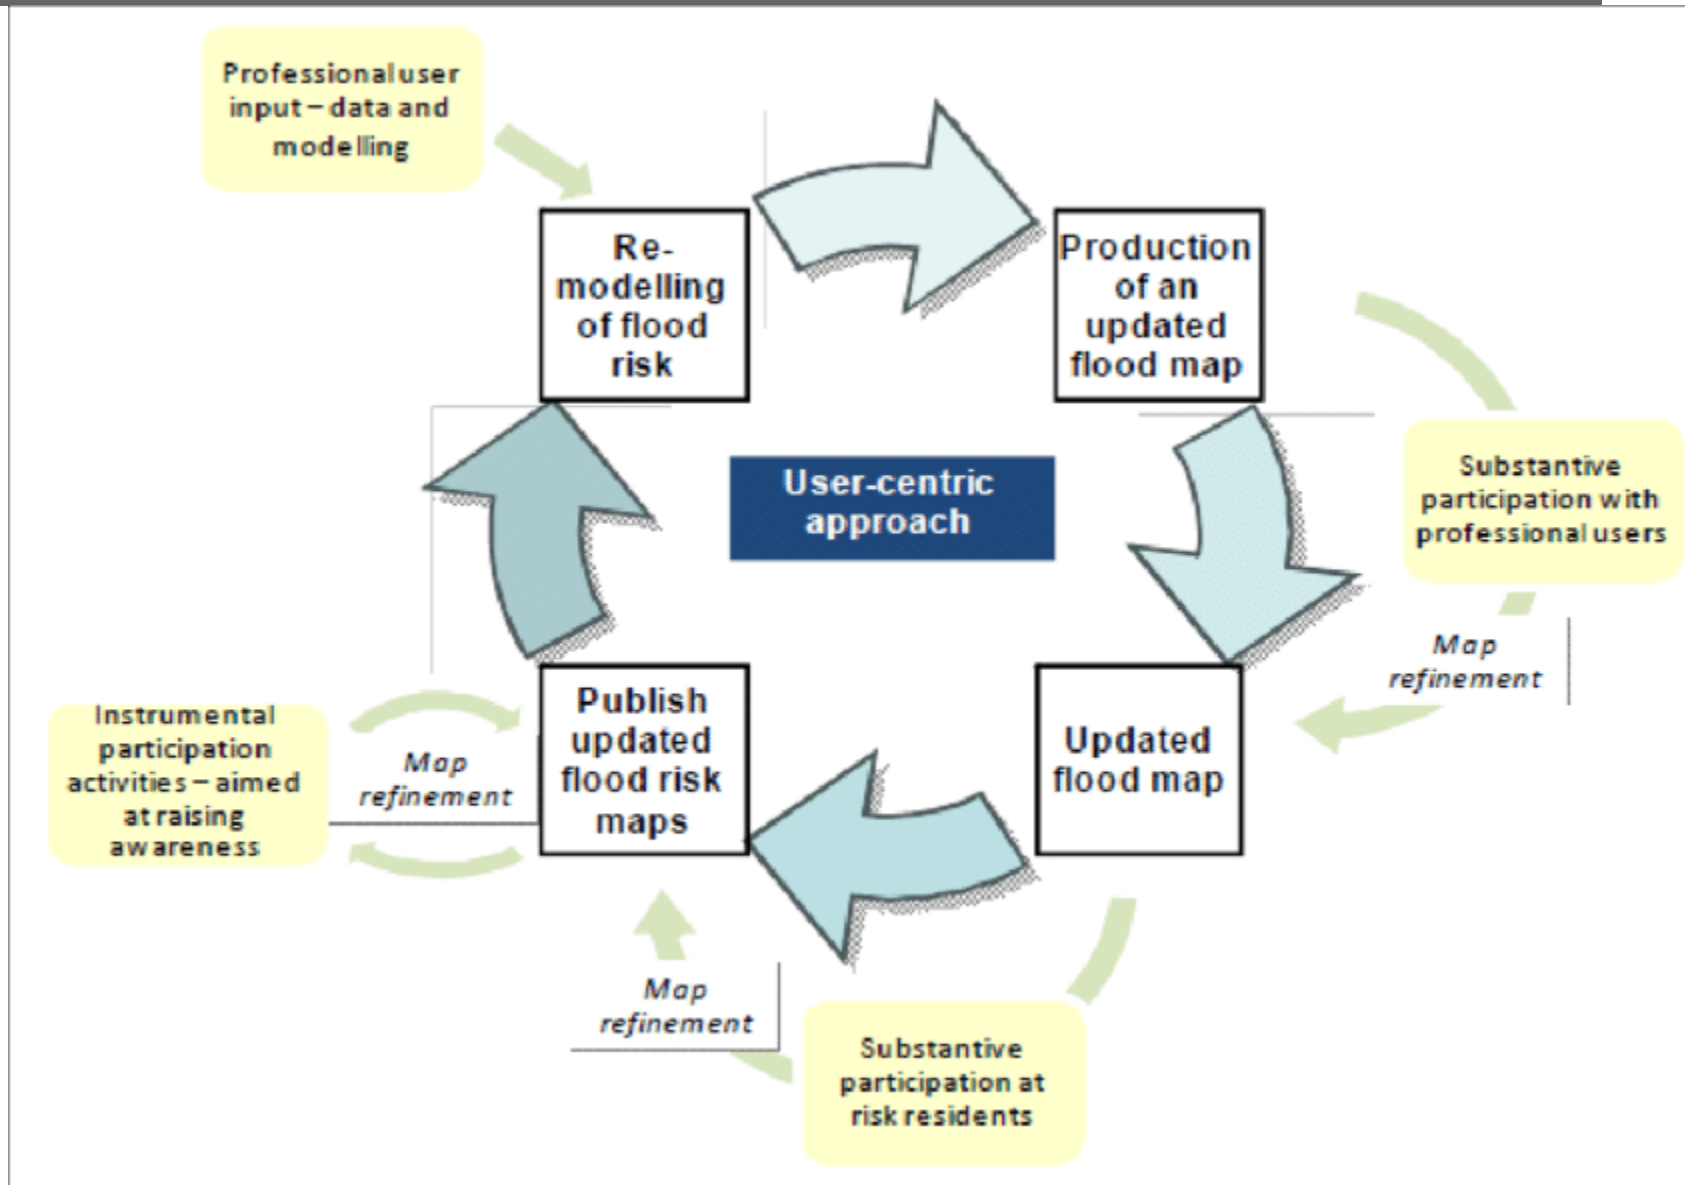 Professional user
input – data and
modelling
Re-
modelling
of flood
risk
Production
of an
updated
flood map
User-centric
approach
Substantive
participation with
professional users
Map
refinement
Updated
flood map
Publish
updated
flood risk
maps
Instrumental
participation
activities – aimed
at raising
awareness
Map
refinement
Map
refinement
Substantive
participation at
risk residents